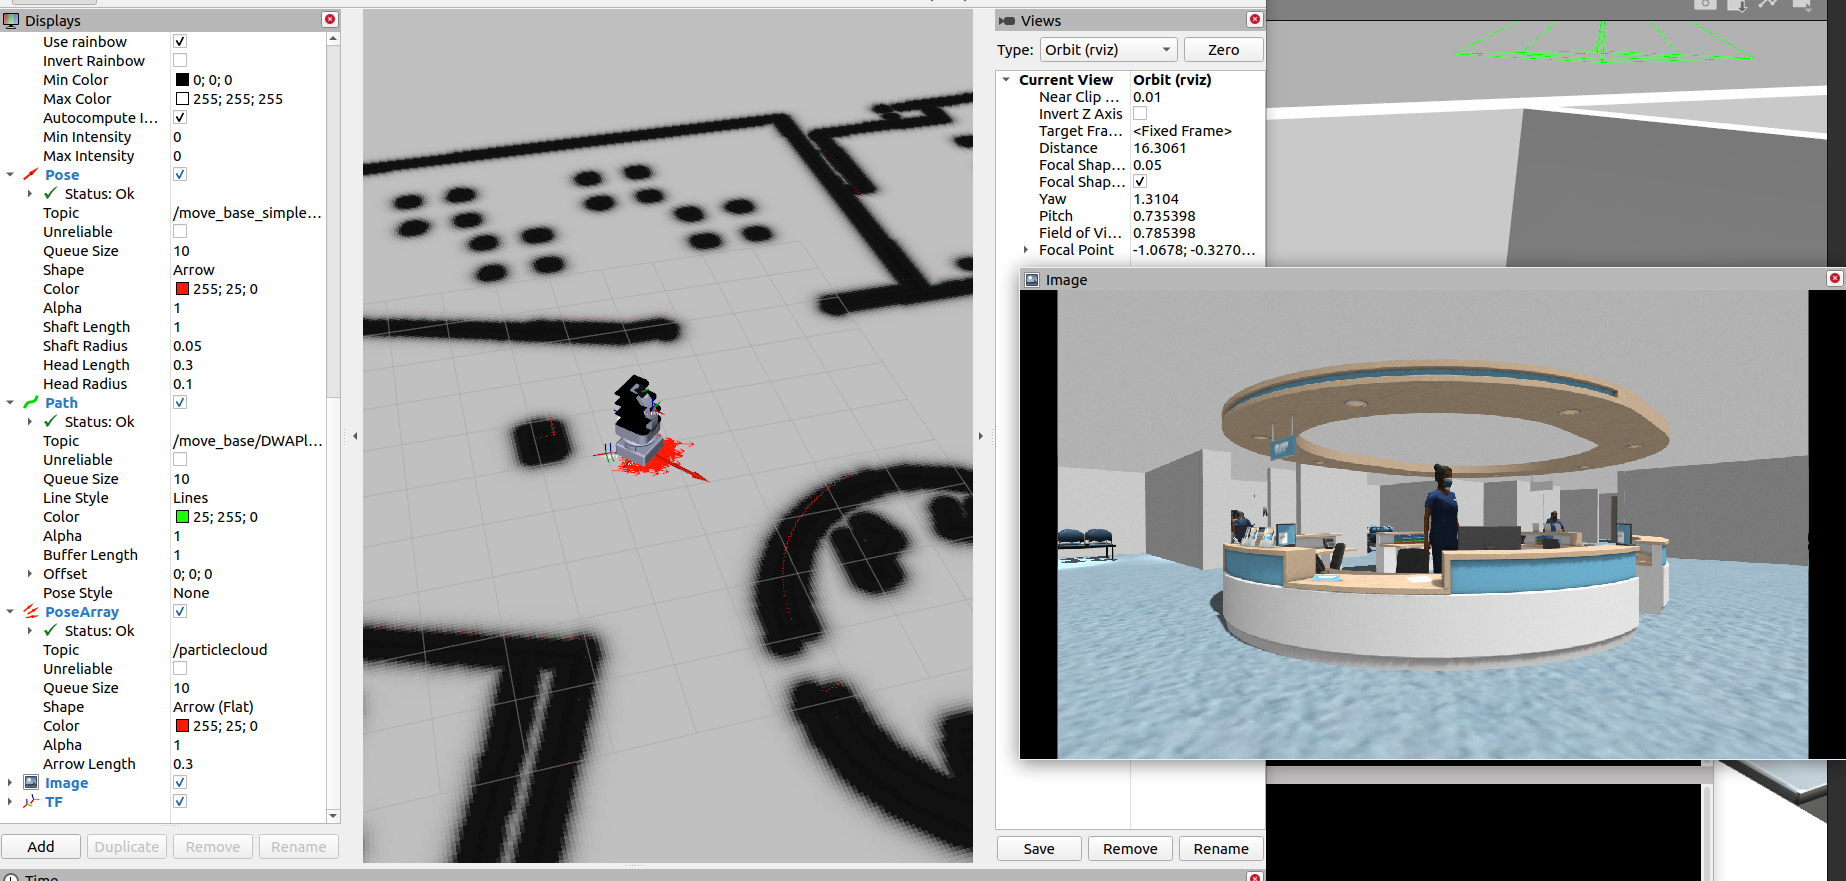 Displays
Use rainbow
Invert Rainbow
Min Color 0; 0; 0
Max Color 255; 255; 255
Autocompute I...
Min Intensity 0
Max Intensity 0
Pose
Status: Ok
Topic /move_base_simple...
Unreliable
Queue Size 10
Shape Arrow
Color 255; 25; 0
Alpha 1
Shaft Length 1
Shaft Radius 0.05
Head Length 0.3
Head Radius 0.1
Path
Status: Ok
Topic /move_base/DWAPl...
Unreliable
Queue Size 10
Line Style Lines
Color 25; 255; 0
Alpha 1
Buffer Length 1
Offset 0; 0; 0
Pose Style None
PoseArray
Status: Ok
Topic /particlecloud
Unreliable
Queue Size 10
Shape Arrow (Flat)
Color 255; 25; 0
Alpha 1
Arrow Length 0.3
Image
TF
Add Duplicate Remove Rename
Time
Views
Type: Orbit (rviz) Zero
Current View Orbit (rviz)
Near Clip ... 0.01
Invert Z Axis
Target Fra... <Fixed Frame>
Distance 16.3061
Focal Shap... 0.05
Focal Shap...
Yaw 1.3104
Pitch 0.735398
Field of Vi... 0.785398
Focal Point -1.0678; -0.3270...
Save Remove Rename
Image